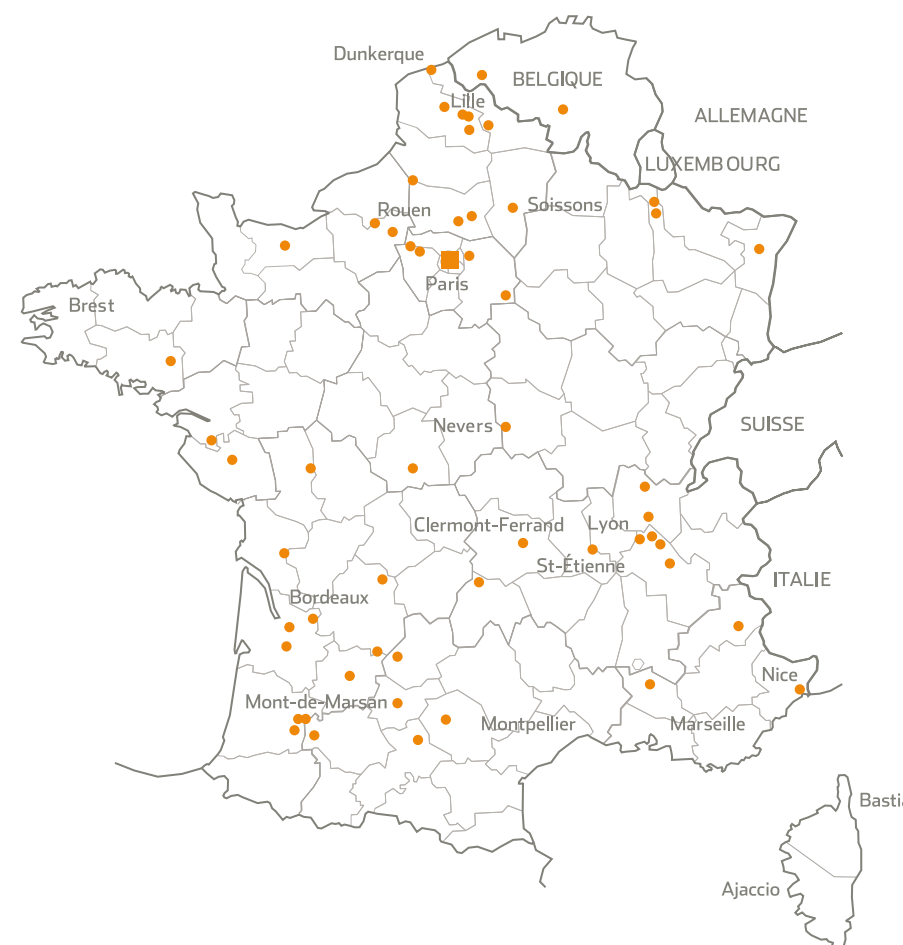 Dunkerque
BELGIQUE
Lille
ALLEMAGNE
LUXEMBOURG
Soissons
Rouen
Paris
Brest
Nevers
SUISSE
Clermont-Ferrand
Lyon
St-Étienne
ITALIE
Bordeaux
Nice
Mont-de-Marsan
Montpellier
Marseille
Bastia
Ajaccio